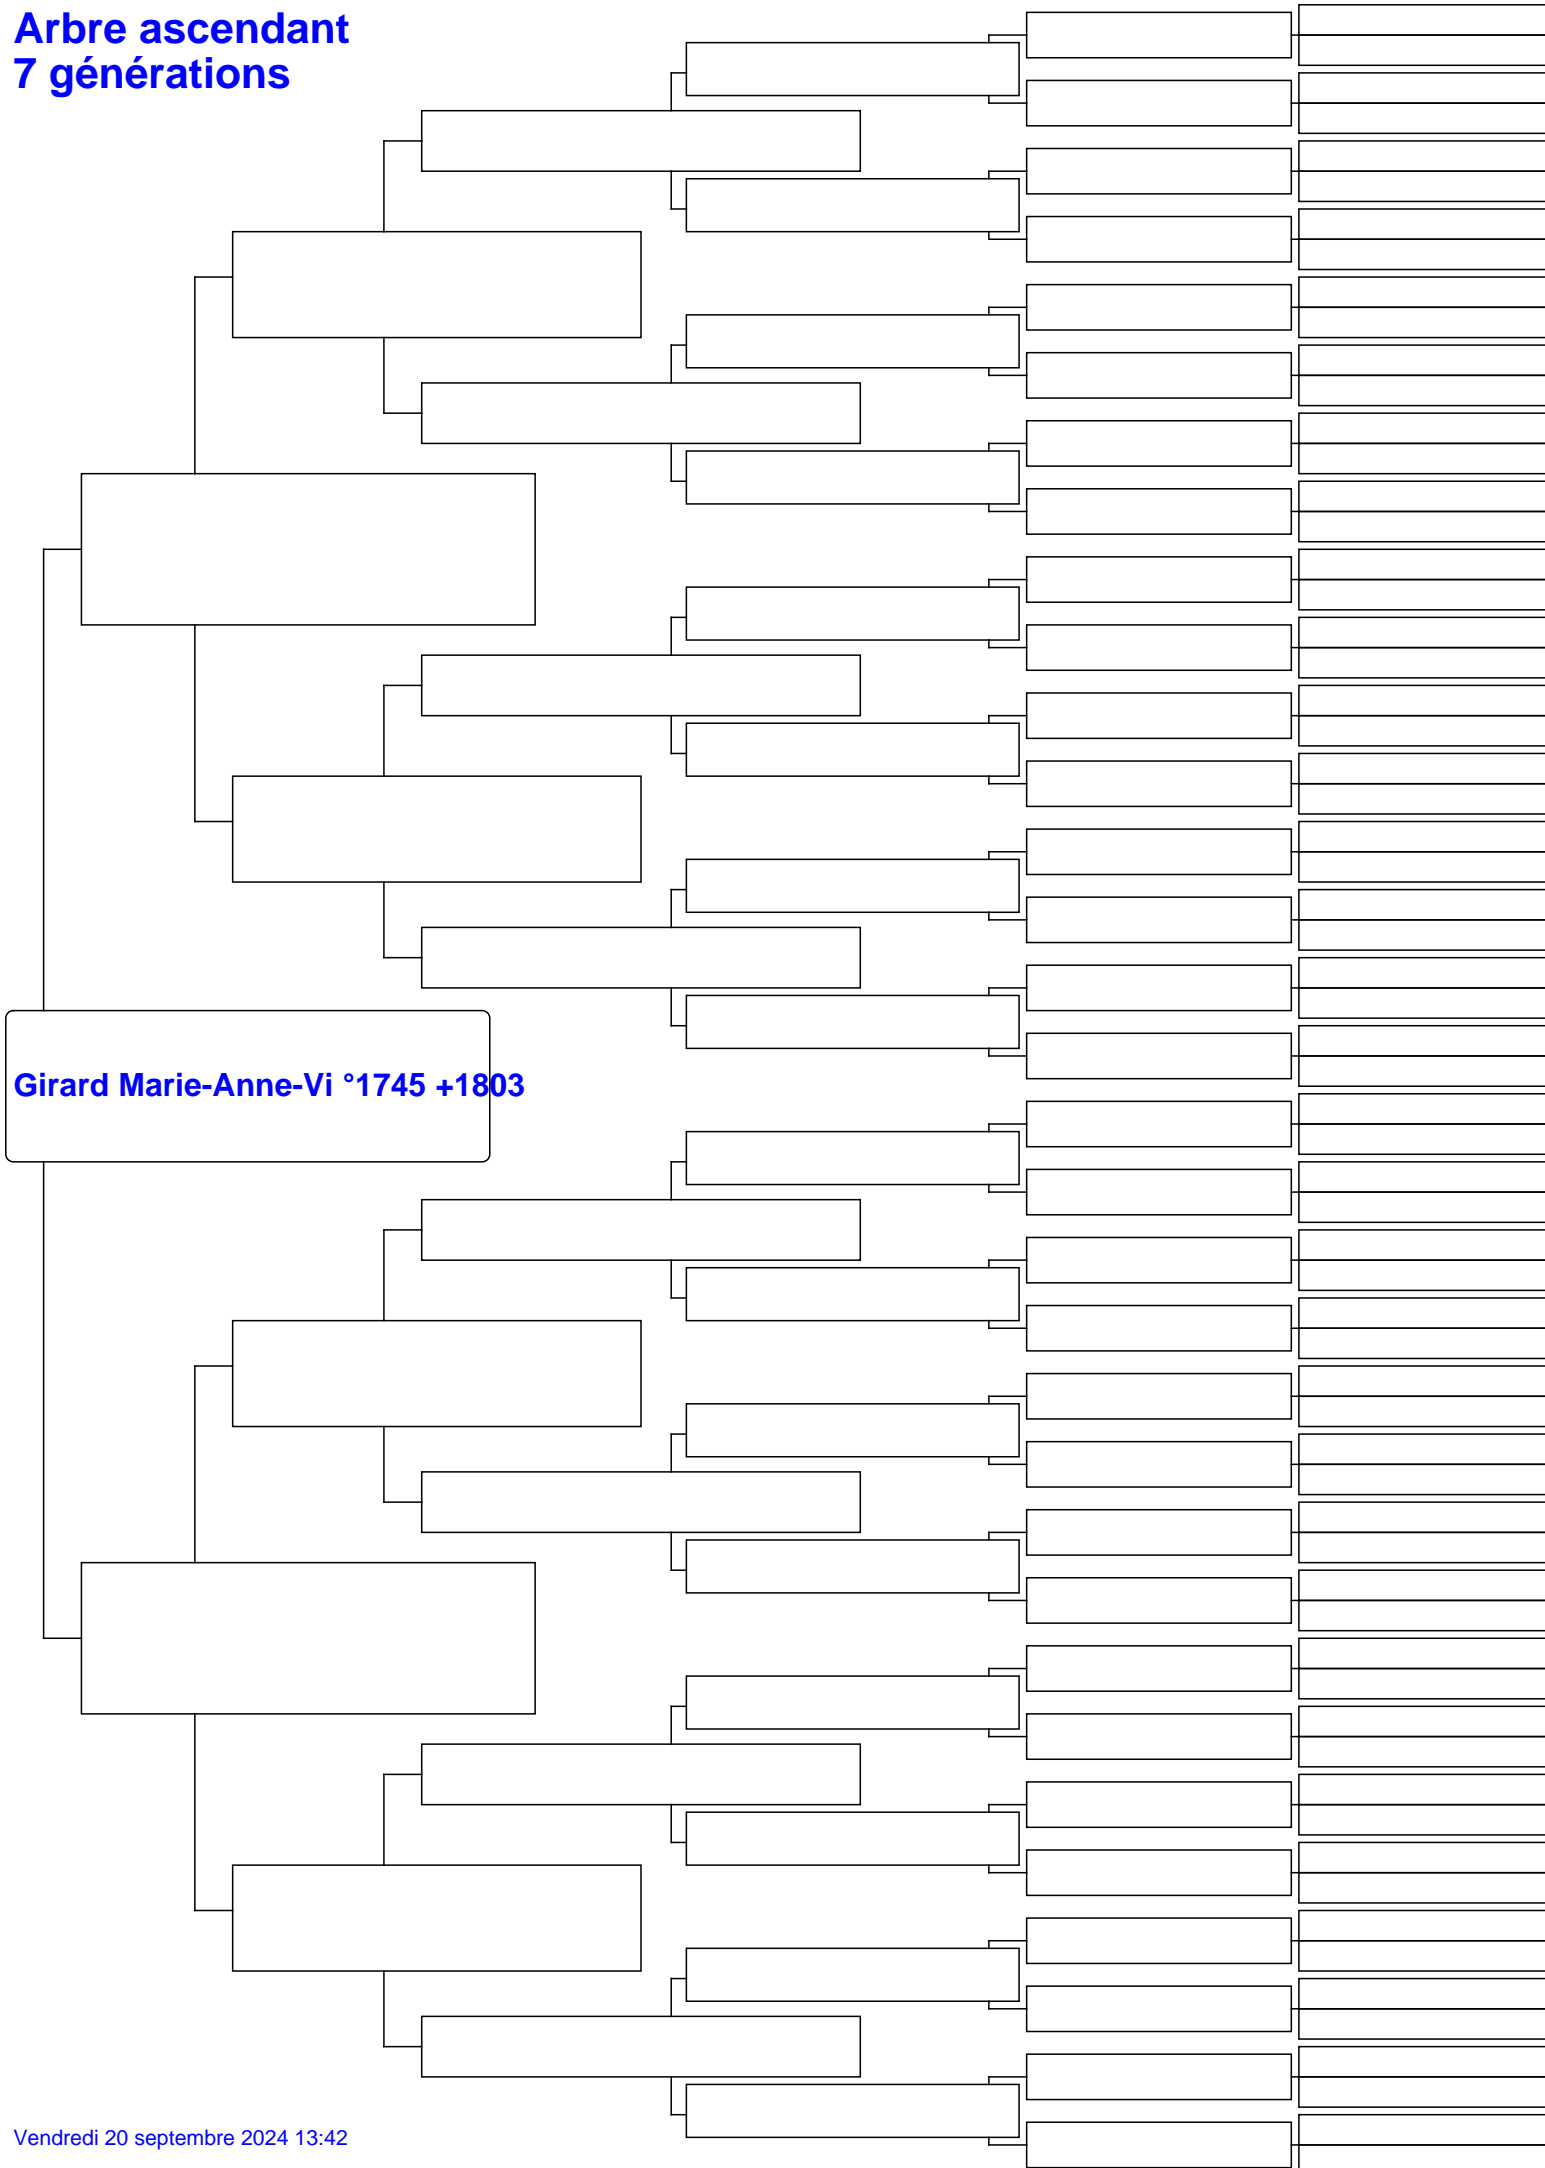 Arbre ascendant
7 générations
Girard Marie-Anne-Vi °1745 +1803
Vendredi 20 septembre 2024 13:42